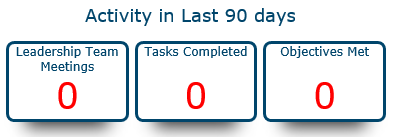 Activity in Last 90 days
Leadership Team
Meetings
0
Tasks Completed
0
Objectives Met
0